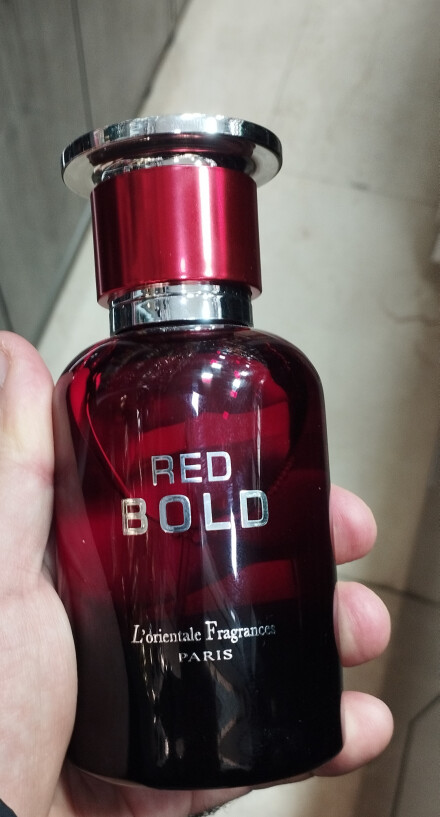 RED
BOLD
L'orientale Fragrances
PARIS